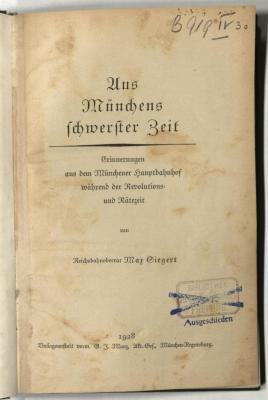 B 919 IV 30
Aus
Münchens
schwerster Zeit
Erinnerungen
aus dem Münchener Hauptbahnhof
während der Revolutions-
und Rätezeit
von
Reichsbahnoberrat Max Siegert
BIBLIOTHEK
Ausgeschieden
1928
Verlagsanstalt vorm. G. J. Manz, Akt.-Ges., München-Regensburg.